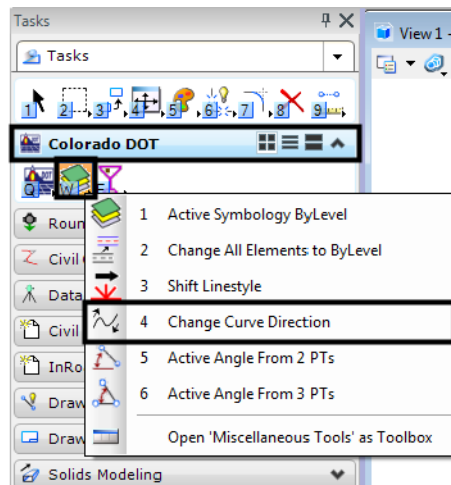 Tasks
View 1 -
Tasks
1 2 3 4 5 6 7 8 9
Colorado DOT
Q W E
1 Active Symbology ByLevel
2 Change All Elements to ByLevel
3 Shift Linestyle
4 Change Curve Direction
5 Active Angle From 2 PTs
6 Active Angle From 3 PTs
Open 'Miscellaneous Tools' as Toolbox
Roun
Civil
Data
Civil
InRo
Draw
Draw
Solids Modeling